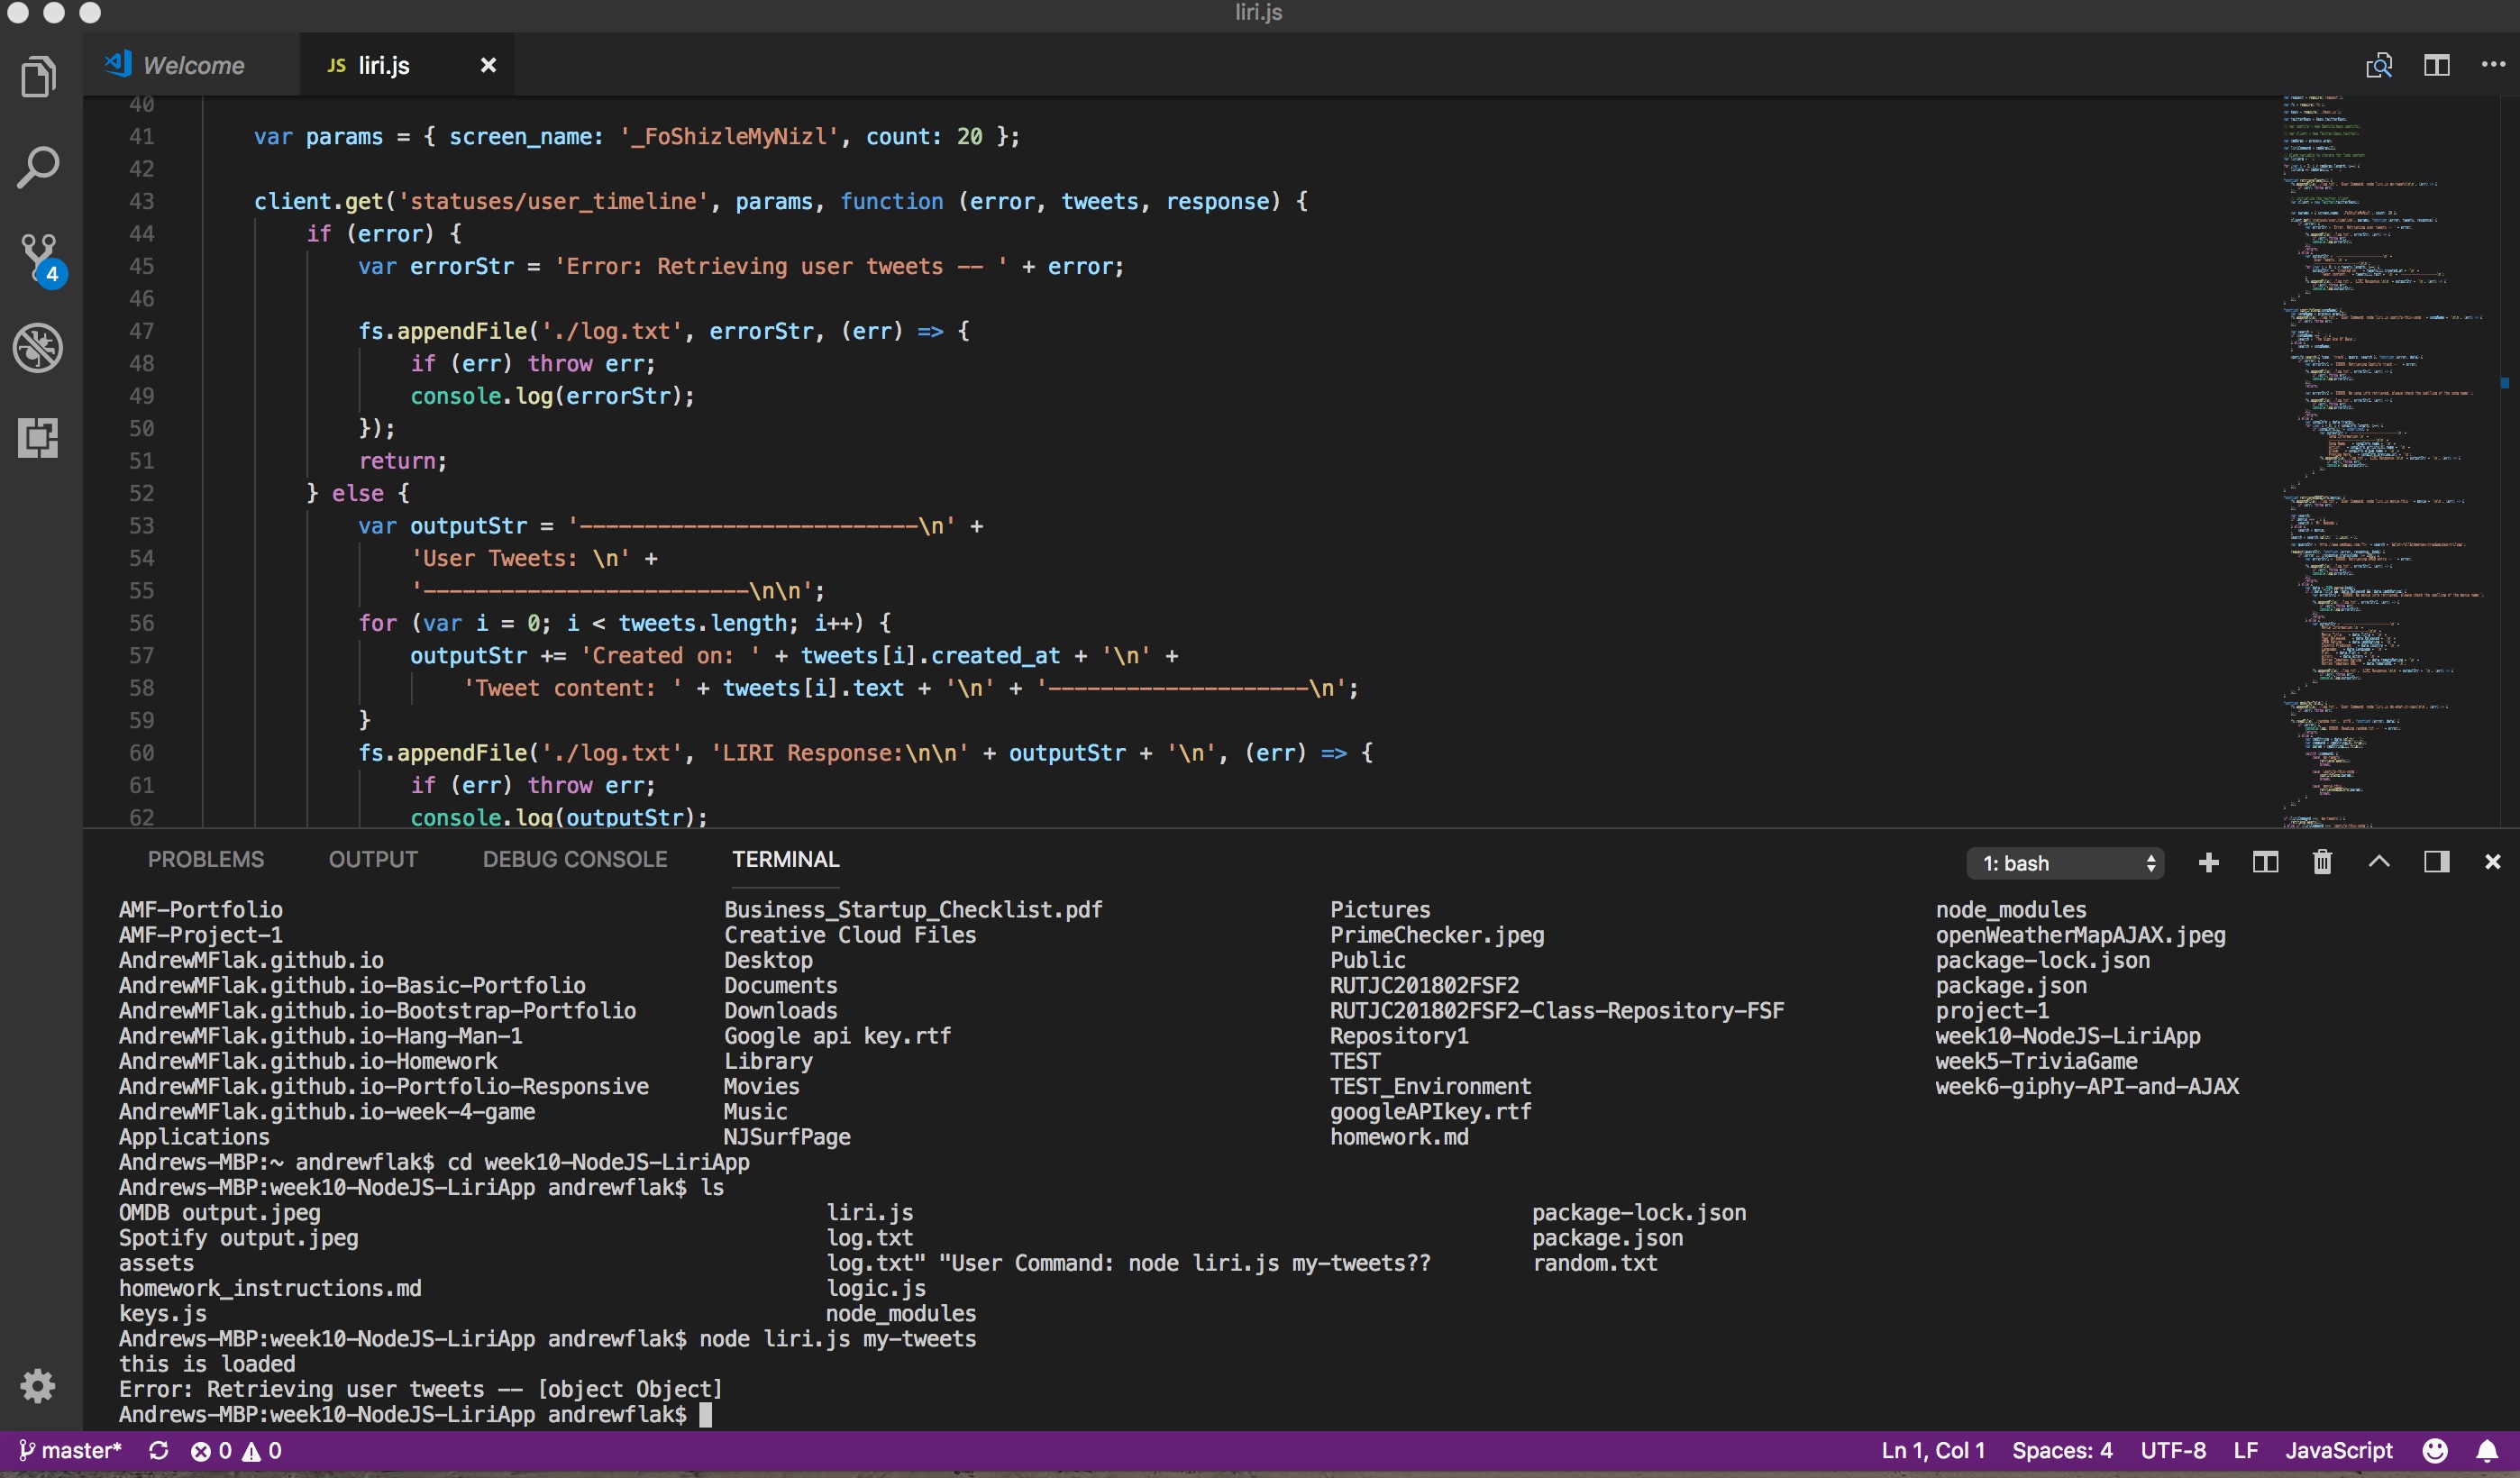 liri.js
Welcome
JS liri.js
40
41 var params = { screen_name: '_FoShizleMyNizl', count: 20 };
42
43 client.get('statuses/user_timeline', params, function (error, tweets, response) {
44 if (error) {
45 var errorStr = 'Error: Retrieving user tweets -- ' + error;
46
47 fs.appendFile('./log.txt', errorStr, (err) => {
48 if (err) throw err;
49 console.log(errorStr);
50 });
51 return;
52 } else {
53 var outputStr = '--------------------------\n' +
54 'User Tweets: \n' +
55 '-------------------------\n\n';
56 for (var i = 0; i < tweets.length; i++) {
57 outputStr += 'Created on: ' + tweets[i].created_at + '\n' +
58 'Tweet content: ' + tweets[i].text + '\n' + '--------------------\n';
59 }
60 fs.appendFile('./log.txt', 'LIRI Response:\n\n' + outputStr + '\n', (err) => {
61 if (err) throw err;
62 console.log(outputStr);
4
PROBLEMS OUTPUT DEBUG CONSOLE TERMINAL 1: bash
AMF-Portfolio Business_Startup_Checklist.pdf Pictures node_modules
AMF-Project-1 Creative Cloud Files PrimeChecker.jpeg openWeatherMapAJAX.jpeg
AndrewMFlak.github.io Desktop Public package-lock.json
AndrewMFlak.github.io-Basic-Portfolio Documents RUTJC201802FSF2 package.json
AndrewMFlak.github.io-Bootstrap-Portfolio Downloads RUTJC201802FSF2-Class-Repository-FSF project-1
AndrewMFlak.github.io-Hang-Man-1 Google api key.rtf Repository1 week10-NodeJS-LiriApp
AndrewMFlak.github.io-Homework Library TEST week5-TriviaGame
AndrewMFlak.github.io-Portfolio-Responsive Movies TEST_Environment week6-giphy-API-and-AJAX
AndrewMFlak.github.io-week-4-game Music googleAPIkey.rtf
Applications NJSurfPage homework.md
Andrews-MBP:~ andrewflak$ cd week10-NodeJS-LiriApp
Andrews-MBP:week10-NodeJS-LiriApp andrewflak$ ls
OMDB output.jpeg liri.js package-lock.json
Spotify output.jpeg log.txt package.json
assets log.txt" "User Command: node liri.js my-tweets?? random.txt
homework_instructions.md logic.js
keys.js node_modules
Andrews-MBP:week10-NodeJS-LiriApp andrewflak$ node liri.js my-tweets
this is loaded
Error: Retrieving user tweets -- [object Object]
Andrews-MBP:week10-NodeJS-LiriApp andrewflak$
master* 0 0 Ln 1, Col 1 Spaces: 4 UTF-8 LF JavaScript